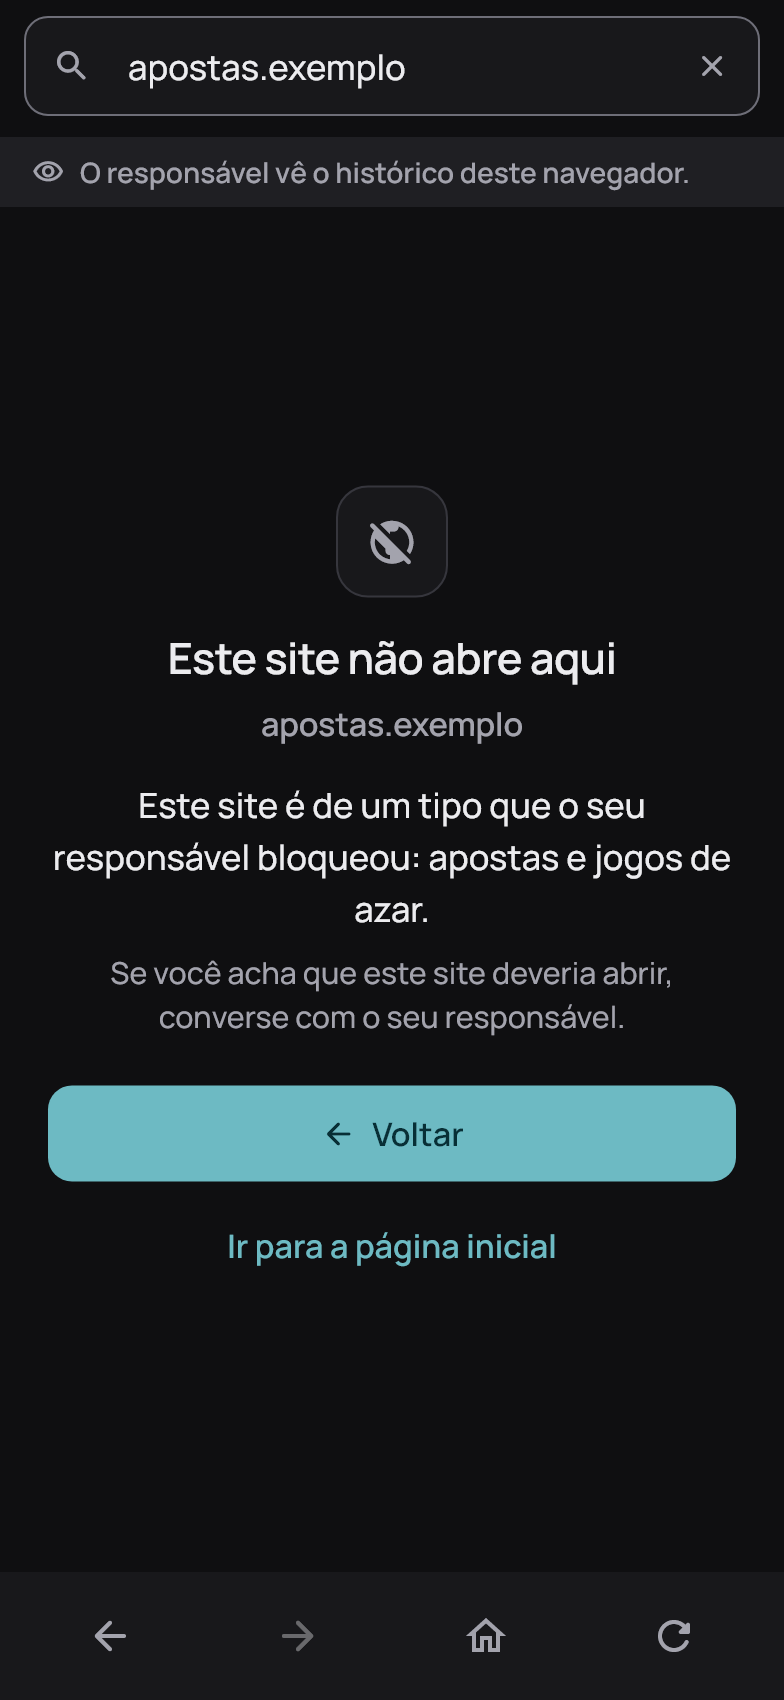 apostas.exemplo
O responsável vê o histórico deste navegador.
Este site não abre aqui
apostas.exemplo
Este site é de um tipo que o seu
responsável bloqueou: apostas e jogos de
azar.
Se você acha que este site deveria abrir,
converse com o seu responsável.
Voltar
Ir para a página inicial